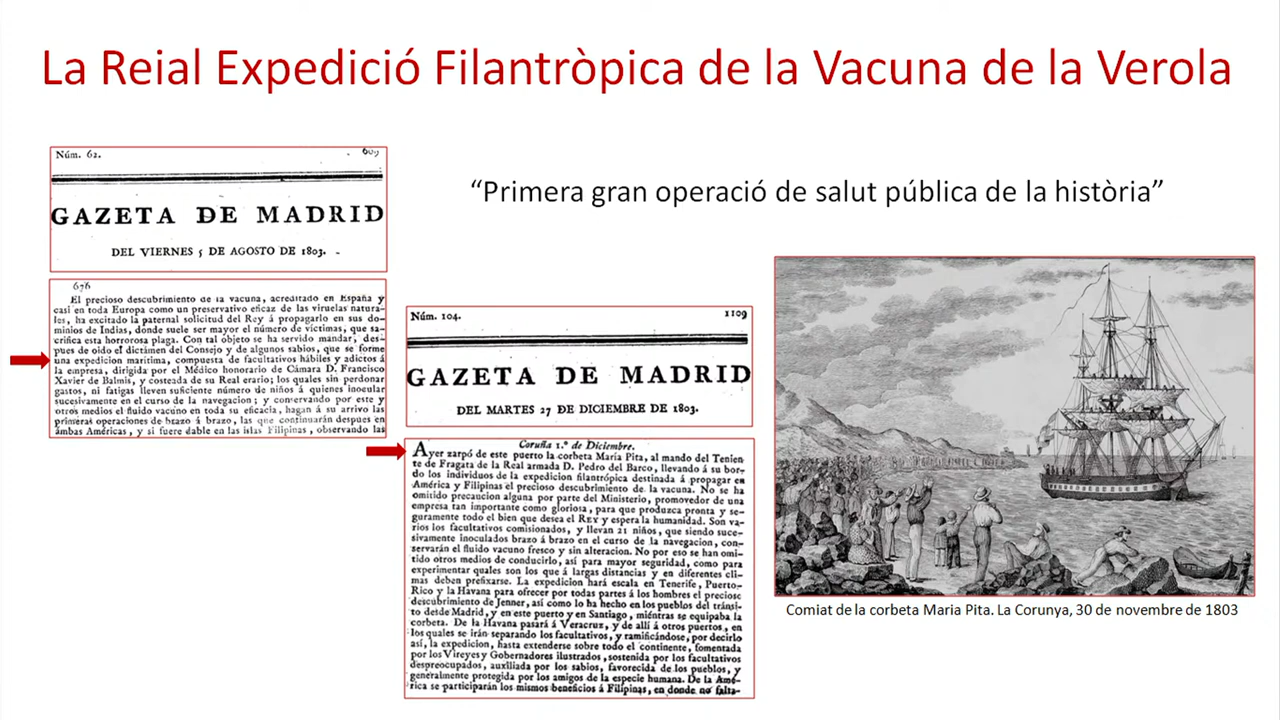 La Reial Expedició Filantròpica de la Vacuna de la Verola
Núm. 62. 609
GAZETA DE MADRID
DEL VIERNES 5 DE AGOSTO DE 1803.
676
El precioso descubrimiento de la vacuna, acreditado en España y
casi en toda Europa como un preservativo eficaz de las viruelas natura-
les, ha excitado la paternal solicitud del Rey á propagarlo en sus do-
minios de Indias, donde suele ser mayor el número de víctimas, que sa-
crifica esta horrorosa plaga. Con tal objeto se ha servido mandar, des-
pues de oido el dictámen del Consejo y de algunos sabios, que se forme
una expedicion marítima, compuesta de facultativos hábiles y adictos á
la empresa, dirigida por el Médico honorario de Cámara D. Francisco
Xavier de Balmis, y costeada de su Real erario; los quales sin perdonar
gastos, ni fatigas lleven suficiente número de niños á quienes inocular
sucesivamente en el curso de la navegacion; y conservando por este y
otros medios el fluido vacuno en toda su eficacia, hagan á su arrivo las
primeras operaciones de brazo á brazo, las que continuarán despues en
ámbas Américas, y si fuere dable en las islas Filipinas, observando las
“Primera gran operació de salut pública de la història”
Núm. 104. 1109
GAZETA DE MADRID
DEL MARTES 27 DE DICIEMBRE DE 1803.
Coruña 1.º de Diciembre.
Ayer zarpó de este puerto la corbeta María Pita, al mando del Tenien-
te de Fragata de la Real armada D. Pedro del Barco, llevando á su bor-
do los individuos de la expedicion filantrópica destinada á propagar en
América y Filipinas el precioso descubrimiento de la vacuna. No se ha
omitido precaucion alguna por parte del Ministerio, promovedor de una
empresa tan importante como gloriosa, para que produzca pronta y se-
guramente todo el bien que desea el REY y espera la humanidad. Son va-
rios los facultativos comisionados, y llevan 21 niños, que siendo suce-
sivamente inoculados brazo á brazo en el curso de la navegacion, con-
servarán el fluido vacuno fresco y sin alteracion. No por eso se han omi-
tido otros medios de conducirlo, así para mayor seguridad, como para
experimentar quales son los que á largas distancias y en diferentes cli-
mas deben prefixarse. La expedicion hará escala en Tenerife, Puerto-
Rico y la Havana para ofrecer por todas partes á los hombres el precioso
descubrimiento de Jenner, así como lo ha hecho en los pueblos del tránsi-
to desde Madrid, y en este puerto y en Santiago, miéntras se equipaba la
corbeta. De la Havana pasará á Veracruz, y de allí á otros puertos, en
los quales se irán separando los facultativos, y ramificándose, por decirlo
así, la expedicion, hasta extenderse sobre todo el continente, fomentada
por los Vireyes y Gobernadores ilustrados, sostenida por los facultativos
despreocupados, auxîliada por los sabios, favorecida de los pueblos, y
generalmente protegida por los amigos de la especie humana. De la Amé-
rica se participarán los mismos beneficios á Filipinas, en donde no falta-
Comiat de la corbeta Maria Pita. La Corunya, 30 de novembre de 1803